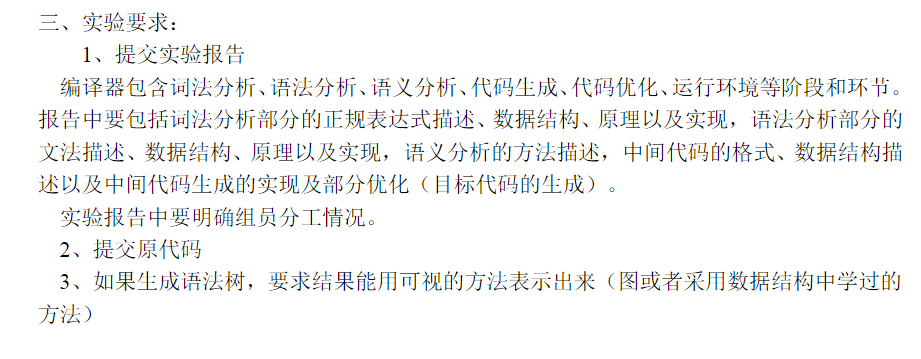 三、实验要求：
1、提交实验报告
编译器包含词法分析、语法分析、语义分析、代码生成、代码优化、运行环境等阶段和环节。
报告中要包括词法分析部分的正规表达式描述、数据结构、原理以及实现，语法分析部分的
文法描述、数据结构、原理以及实现，语义分析的方法描述，中间代码的格式、数据结构描
述以及中间代码生成的实现及部分优化（目标代码的生成）。
实验报告中要明确组员分工情况。
2、提交原代码
3、如果生成语法树，要求结果能用可视的方法表示出来（图或者采用数据结构中学过的
方法）